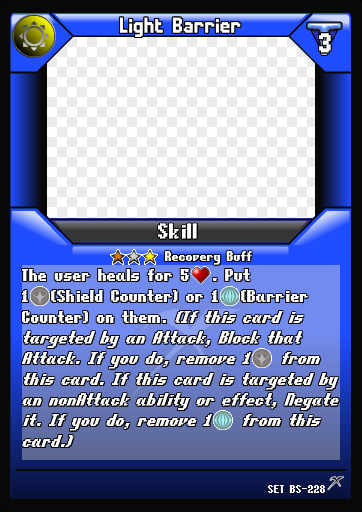 Light Barrier
3
Skill
Recovery Buff
The user heals for 5. Put
1(Shield Counter) or 1(Barrier
Counter) on them. (If this card is
targeted by an Attack, Block that
Attack. If you do, remove 1 from
this card. If this card is targeted by
an nonAttack ability or effect, Negate
it. If you do, remove 1 from this
card.)
SET BS-228